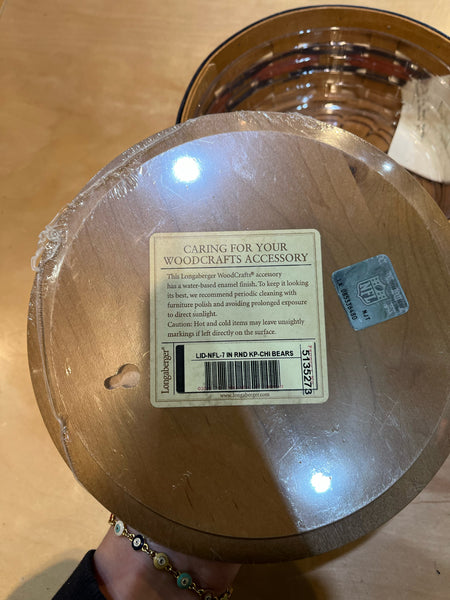 CARING FOR YOUR
WOODCRAFTS ACCESSORY
This Longaberger WoodCrafts® accessory
has a water-based enamel finish. To keep it looking
its best, we recommend periodic cleaning with
furniture polish and avoiding prolonged exposure
to direct sunlight.
Caution: Hot and cold items may leave unsightly
markings if left directly on the surface.
Longaberger®
LID-NFL-7 IN RND KP-CHI BEARS
5135273
www.longaberger.com
NFL